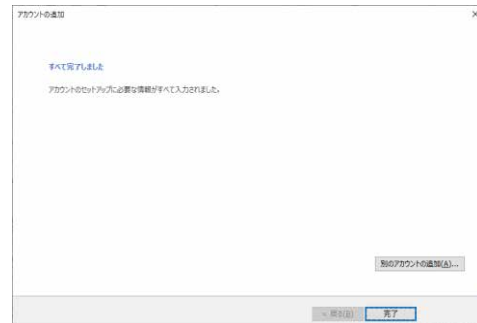 アカウントの追加
すべて完了しました
アカウントのセットアップに必要な情報がすべて入力されました。
別のアカウントの追加(A)...
< 戻る(B)
完了